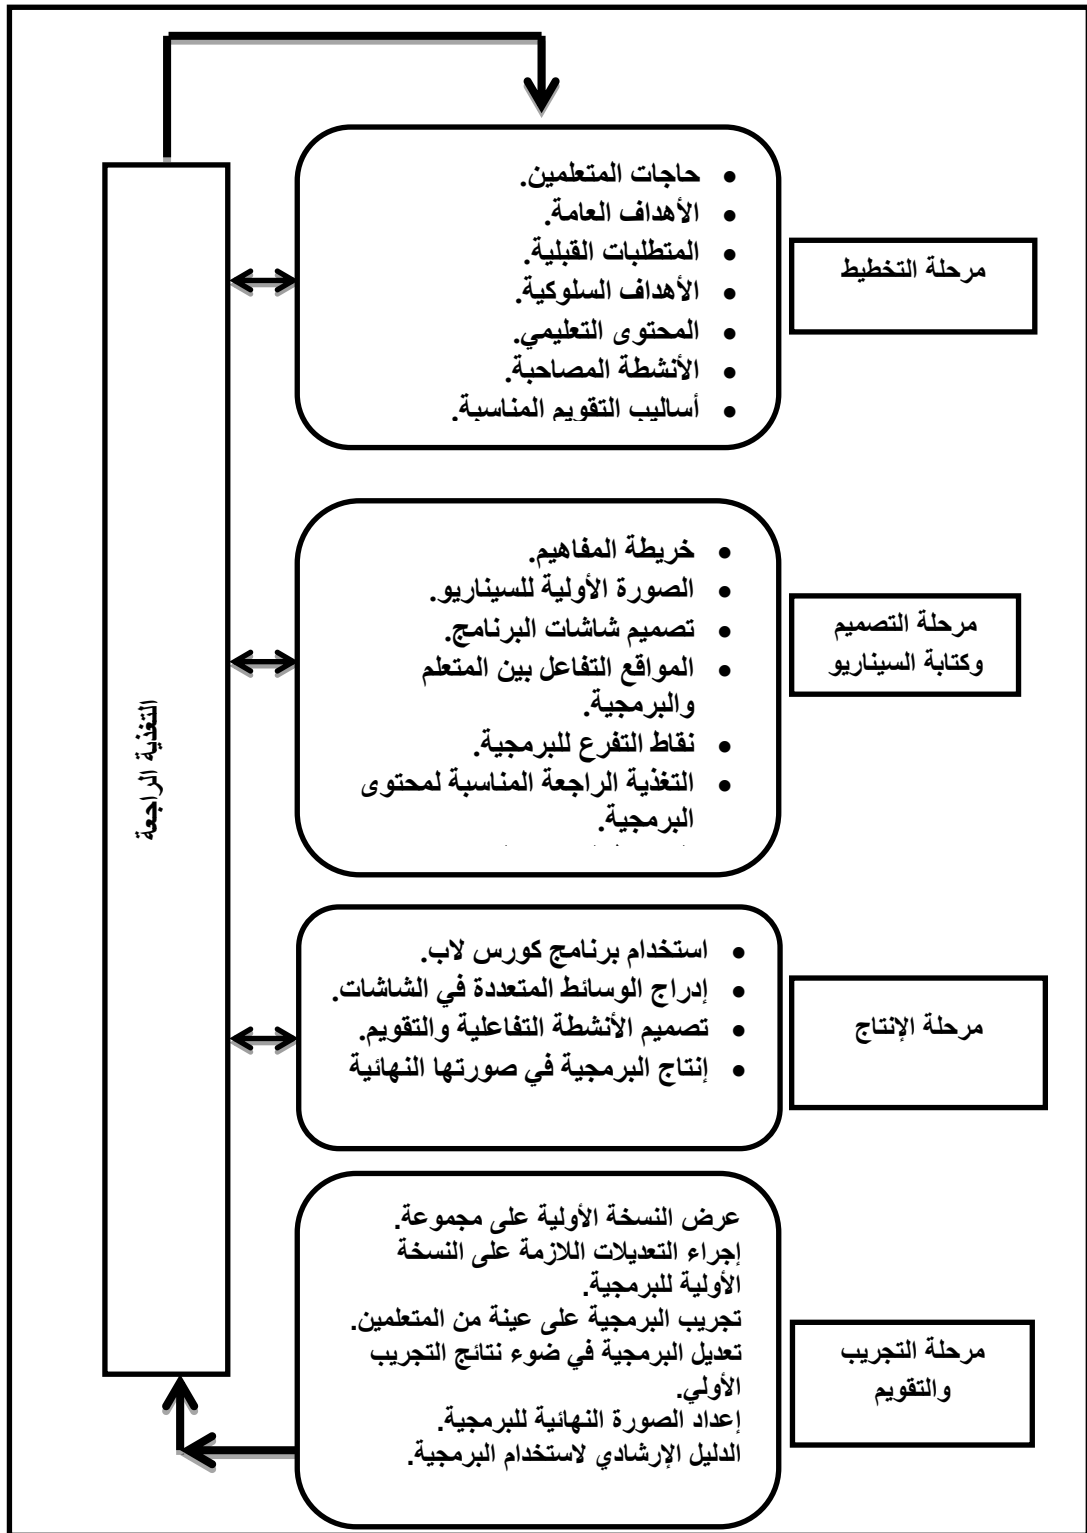 مرحلة التخطيط
• حاجات المتعلمين.
• الأهداف العامة.
• المتطلبات القبلية.
• الأهداف السلوكية.
• المحتوى التعليمي.
• الأنشطة المصاحبة.
• أساليب التقويم المناسبة.
مرحلة التصميم
وكتابة السيناريو
• خريطة المفاهيم.
• الصورة الأولية للسيناريو.
• تصميم شاشات البرنامج.
• المواقع التفاعل بين المتعلم
والبرمجية.
• نقاط التفرع للبرمجية.
• التغذية الراجعة المناسبة لمحتوى
البرمجية.
مرحلة الإنتاج
• استخدام برنامج كورس لاب.
• إدراج الوسائط المتعددة في الشاشات.
• تصميم الأنشطة التفاعلية والتقويم.
• إنتاج البرمجية في صورتها النهائية
مرحلة التجريب
والتقويم
عرض النسخة الأولية على مجموعة.
إجراء التعديلات اللازمة على النسخة
الأولية للبرمجية.
تجريب البرمجية على عينة من المتعلمين.
تعديل البرمجية في ضوء نتائج التجريب
الأولي.
إعداد الصورة النهائية للبرمجية.
الدليل الإرشادي لاستخدام البرمجية.
التغذية الراجعة